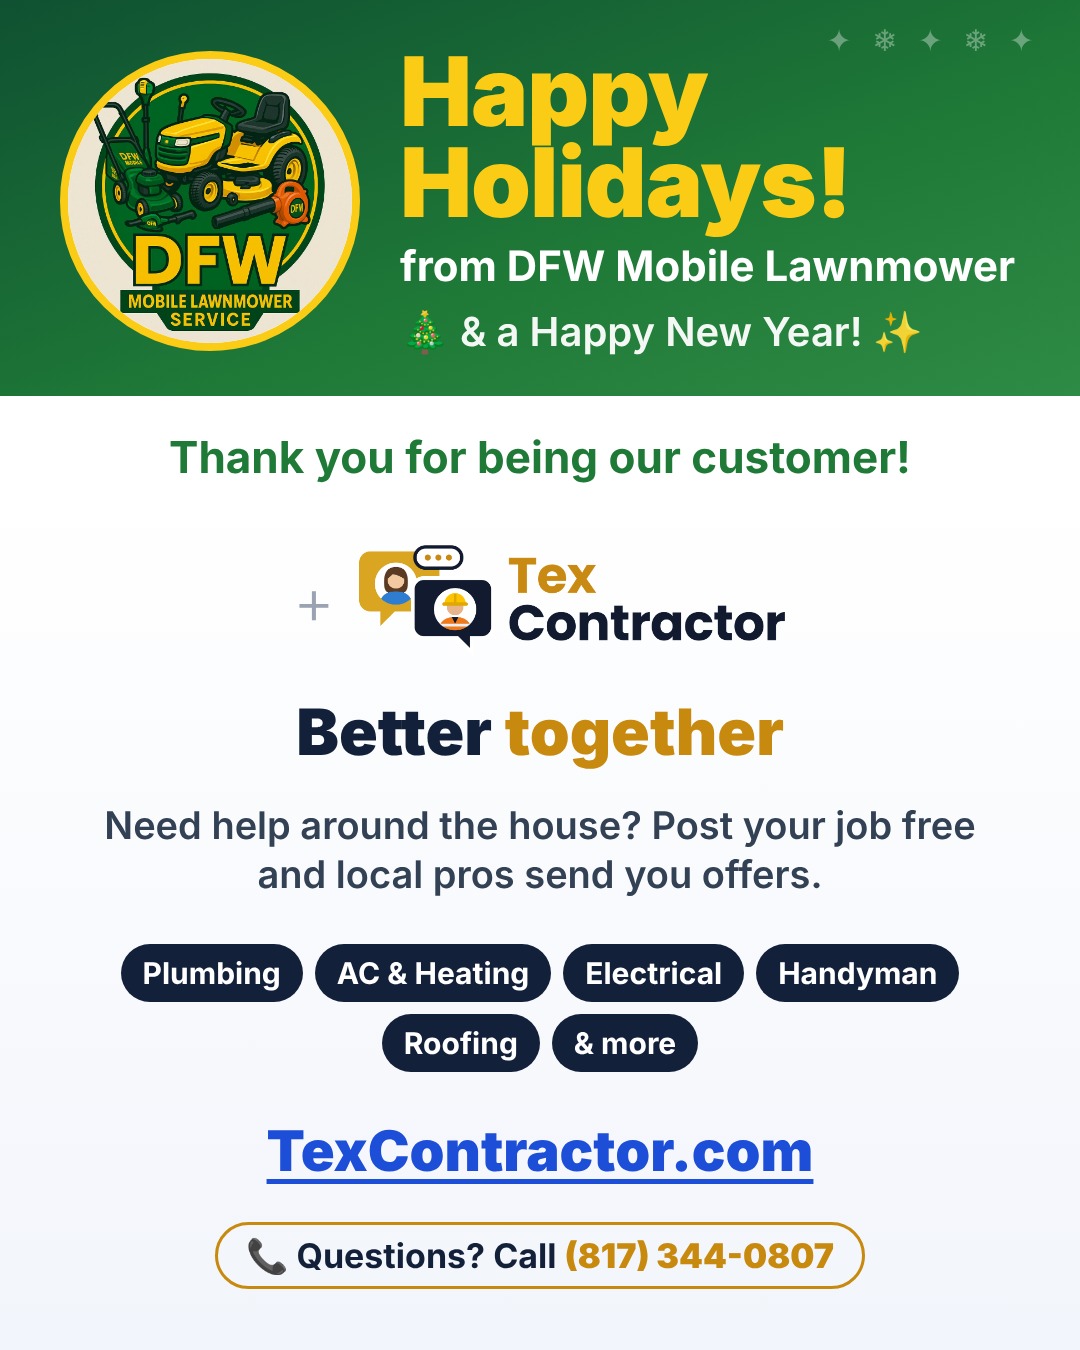 Happy
Holidays!
from DFW Mobile Lawnmower
🎄 & a Happy New Year! ✨
DFW
MOBILE LAWNMOWER
SERVICE
DFW
DFW
Thank you for being our customer!
+
Tex
Contractor
Better together
Need help around the house? Post your job free
and local pros send you offers.
Plumbing
AC & Heating
Electrical
Handyman
Roofing
& more
TexContractor.com
📞 Questions? Call (817) 344-0807